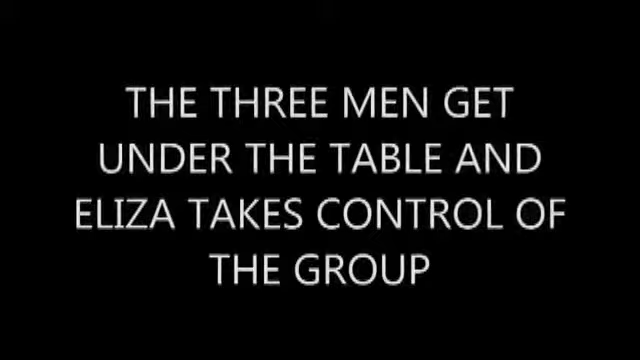 THE THREE MEN GET
UNDER THE TABLE AND
ELIZA TAKES CONTROL OF
THE GROUP